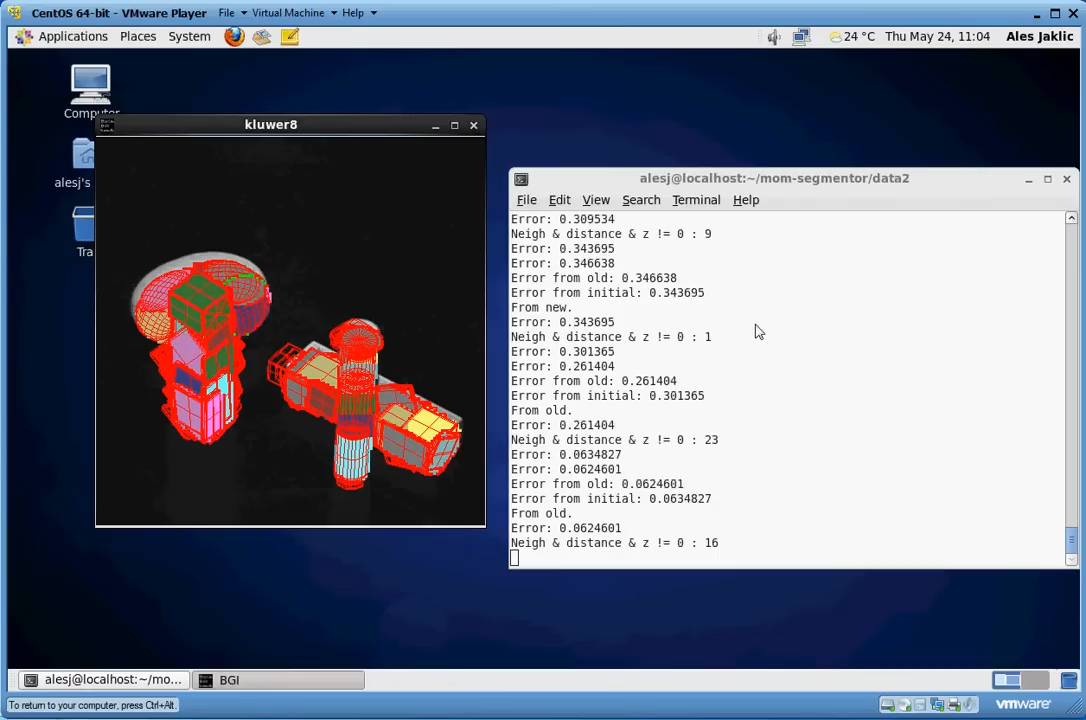 CentOS 64-bit - VMware Player File Virtual Machine Help
Applications Places System 24 °C Thu May 24, 11:04 Ales Jaklic
Computer
alesj's
Tra
kluwer8
alesj@localhost:~/mom-segmentor/data2
File Edit View Search Terminal Help
Error: 0.309534
Neigh & distance & z != 0 : 9
Error: 0.343695
Error: 0.346638
Error from old: 0.346638
Error from initial: 0.343695
From new.
Error: 0.343695
Neigh & distance & z != 0 : 1
Error: 0.301365
Error: 0.261404
Error from old: 0.261404
Error from initial: 0.301365
From old.
Error: 0.261404
Neigh & distance & z != 0 : 23
Error: 0.0634827
Error: 0.0624601
Error from old: 0.0624601
Error from initial: 0.0634827
From old.
Error: 0.0624601
Neigh & distance & z != 0 : 16
alesj@localhost:~/mo... BGI
To return to your computer, press Ctrl+Alt. vmware